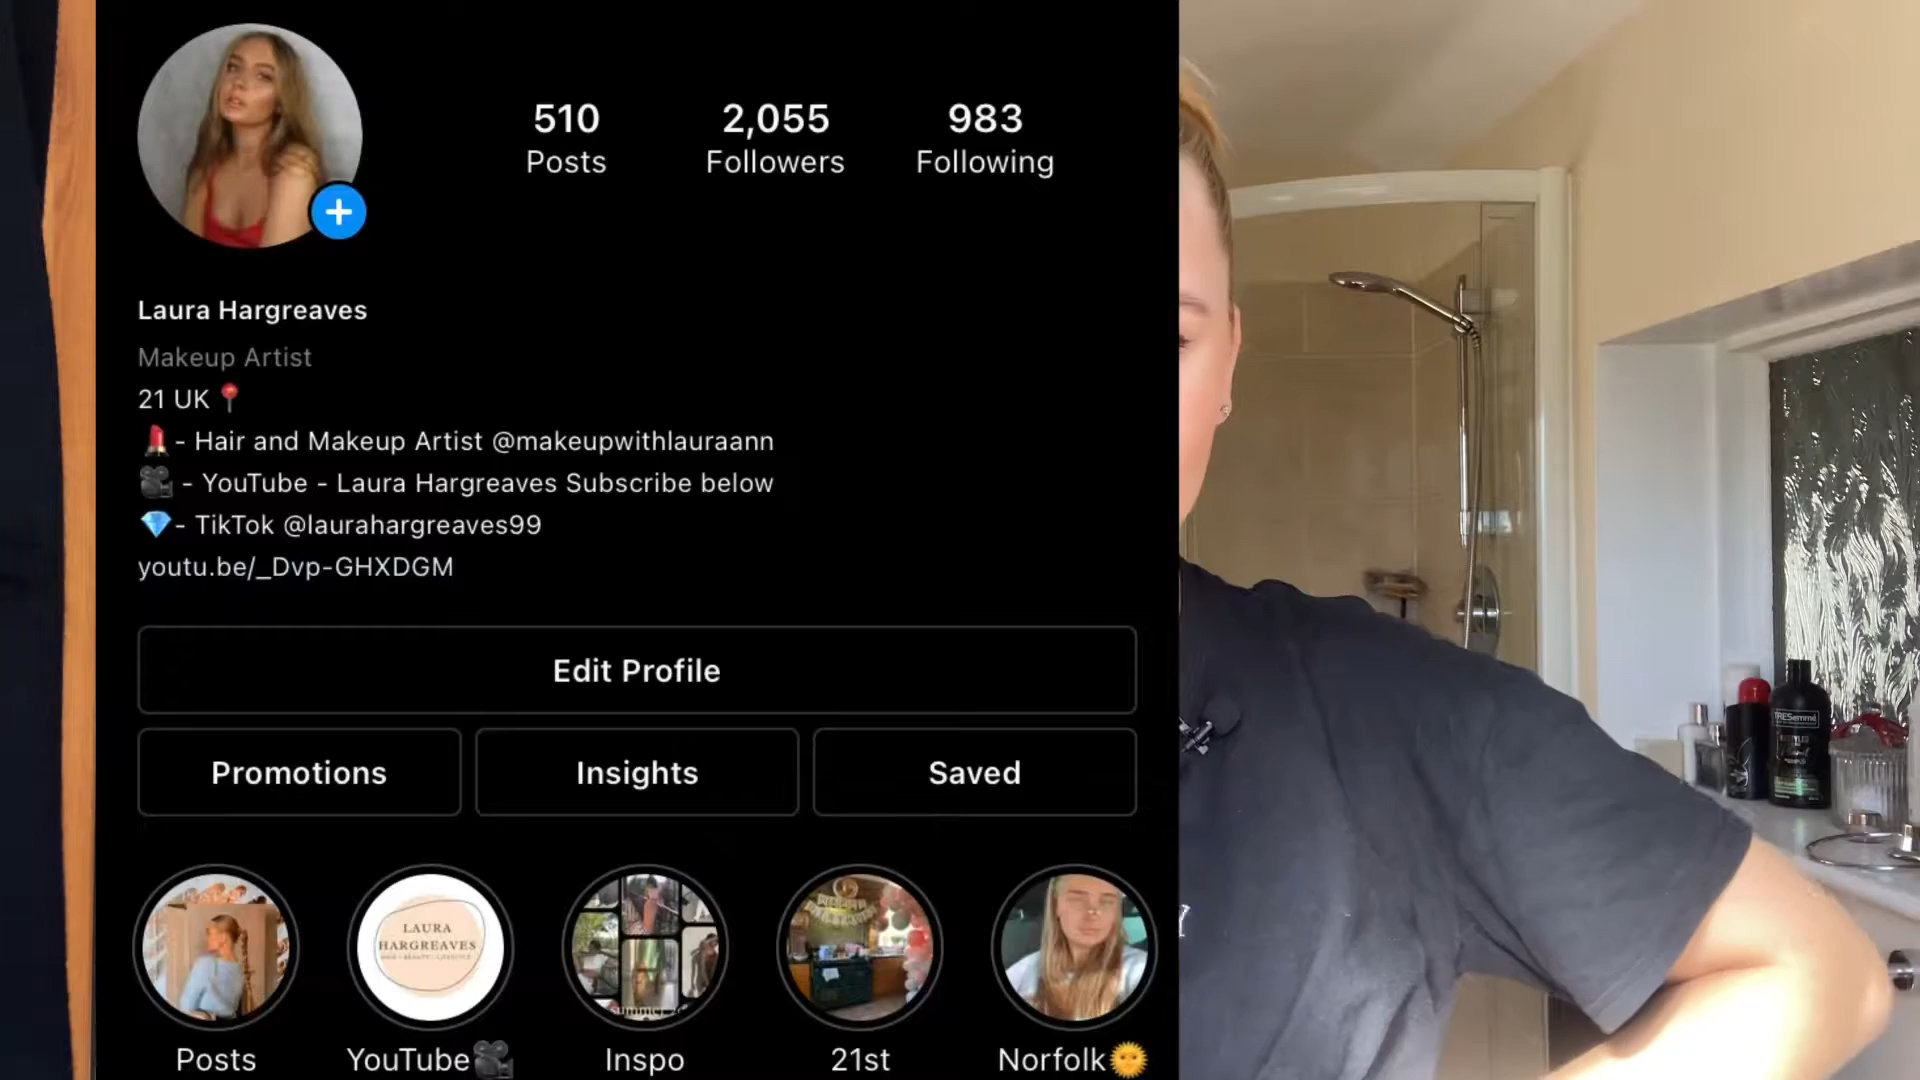 510
Posts
2,055
Followers
983
Following
Laura Hargreaves
Makeup Artist
21 UK
- Hair and Makeup Artist @makeupwithlauraann
- YouTube - Laura Hargreaves Subscribe below
- TikTok @laurahargreaves99
youtu.be/_Dvp-GHXDGM
Edit Profile
Promotions
Insights
Saved
LAURA
HARGREAVES
Posts
YouTube
Inspo
21st
Norfolk
TRESemmé